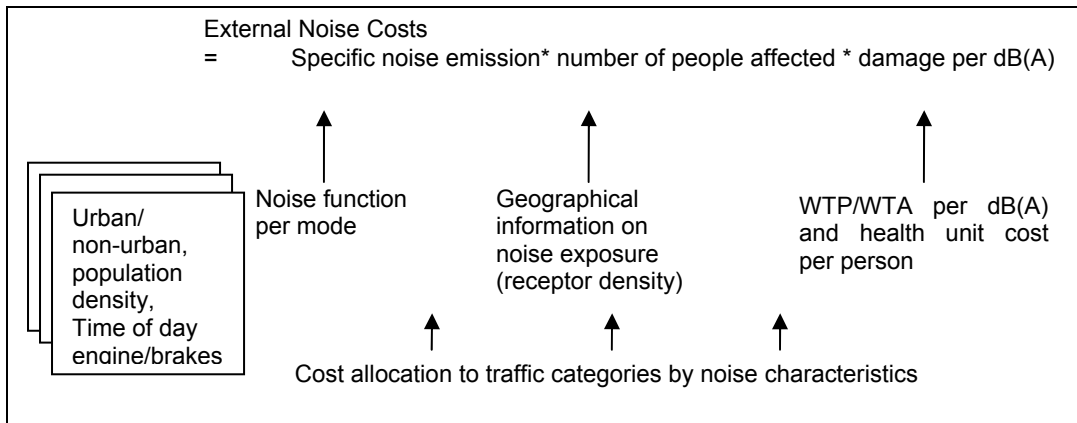 External Noise Costs
= Specific noise emission* number of people affected * damage per dB(A)
Urban/
non-urban,
population
density,
Time of day
engine/brakes
Noise function
per mode
Geographical
information on
noise exposure
(receptor density)
WTP/WTA per dB(A)
and health unit cost
per person
Cost allocation to traffic categories by noise characteristics